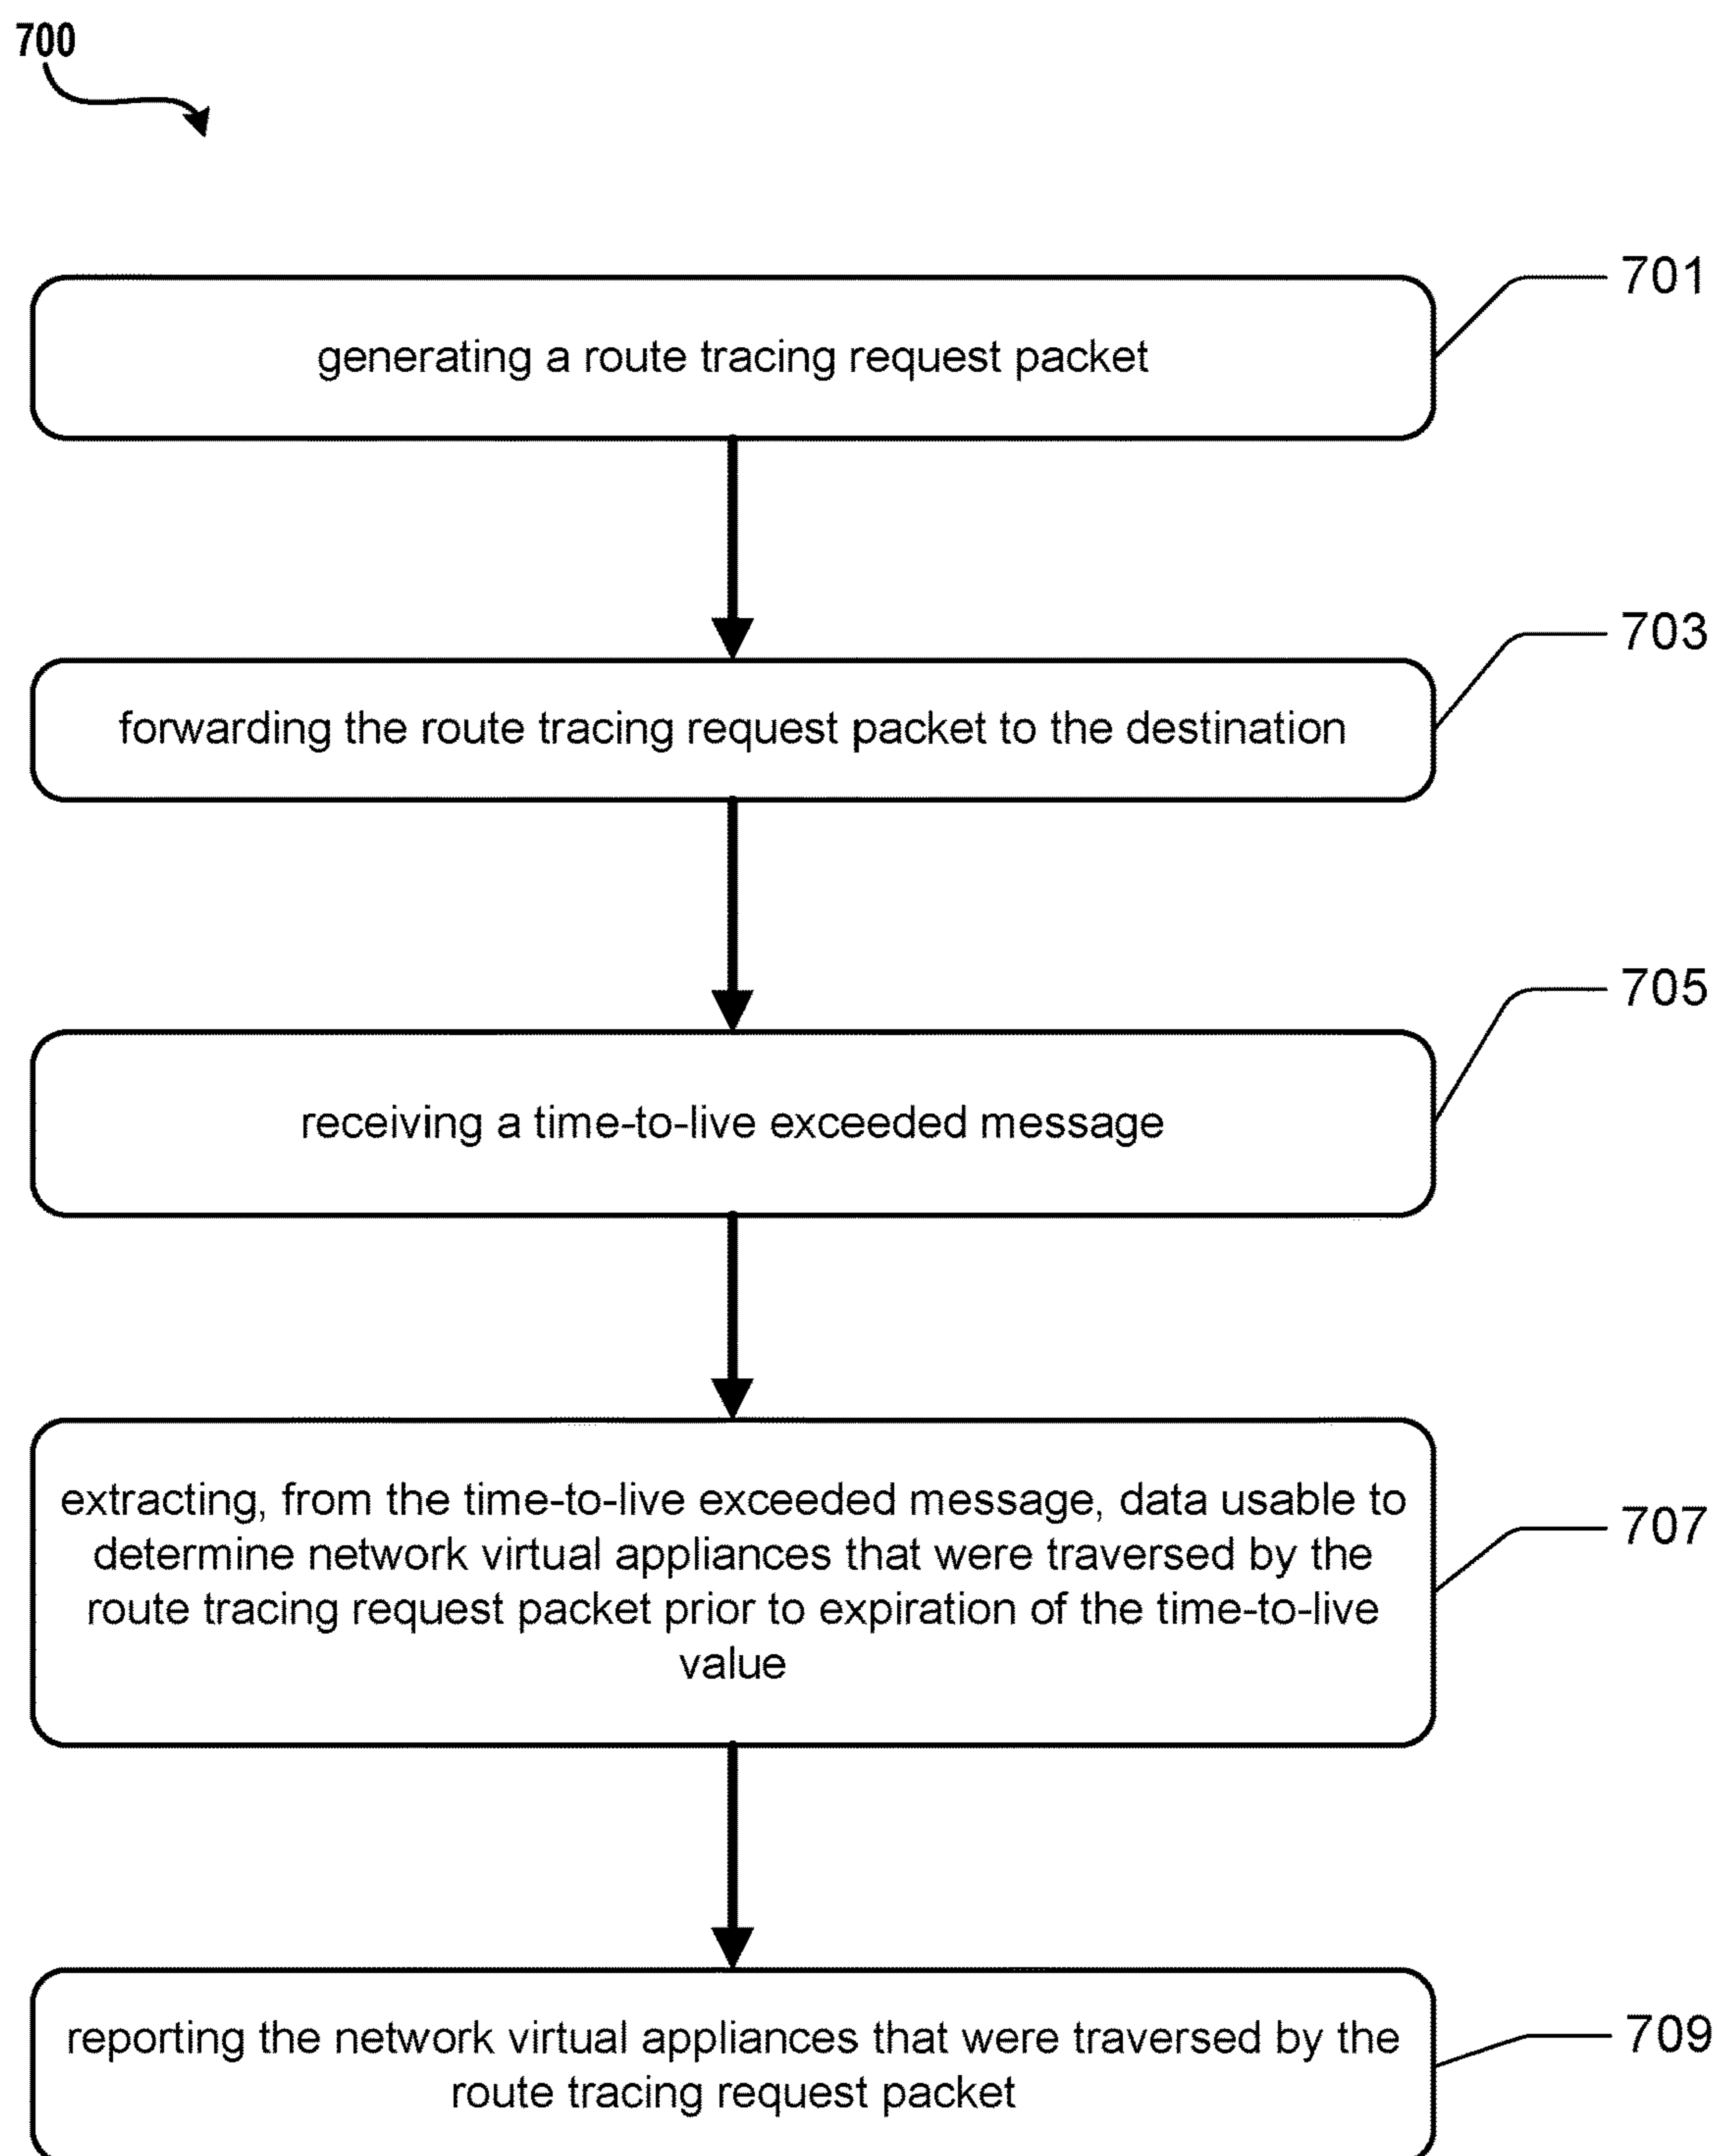 700
701
generating a route tracing request packet
703
forwarding the route tracing request packet to the destination
705
receiving a time-to-live exceeded message
707
extracting, from the time-to-live exceeded message, data usable to
determine network virtual appliances that were traversed by the
route tracing request packet prior to expiration of the time-to-live
value
709
reporting the network virtual appliances that were traversed by the
route tracing request packet